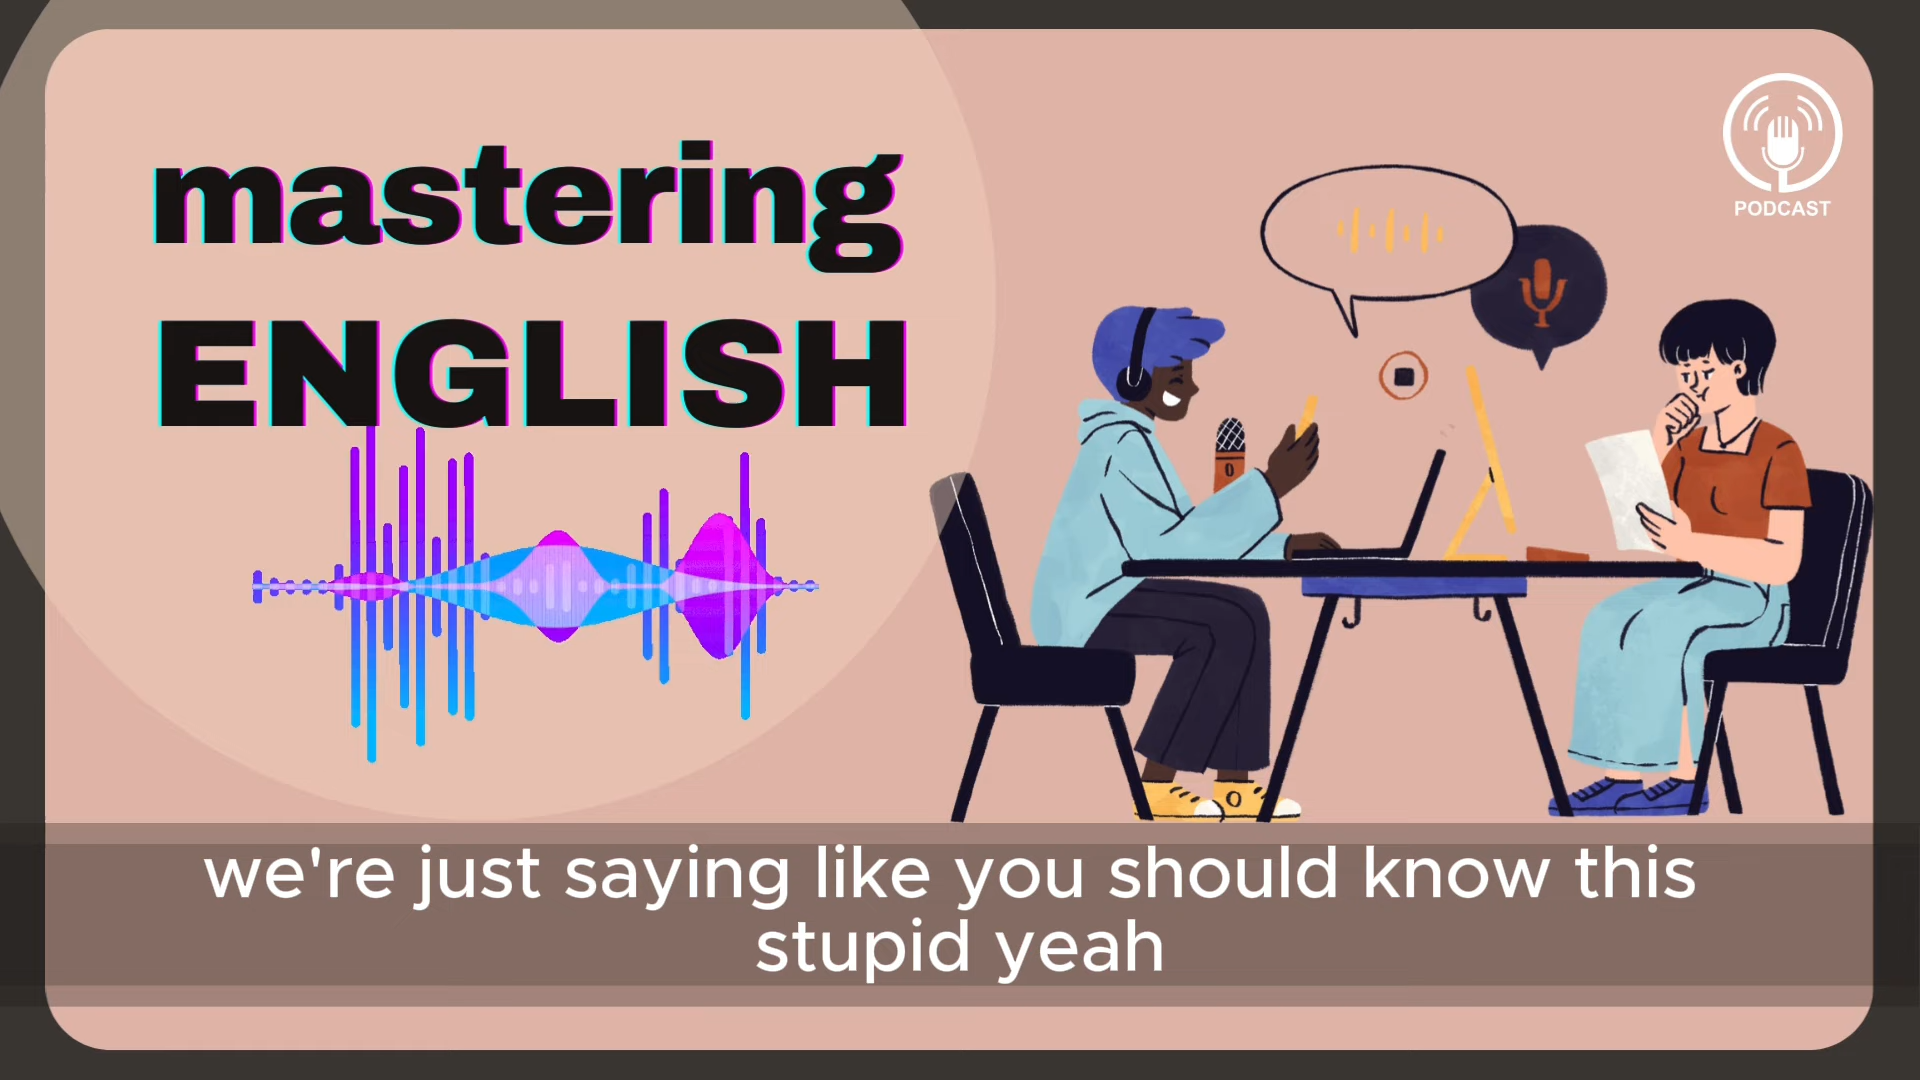 mastering
ENGLISH
PODCAST
we're just saying like you should know this
stupid yeah